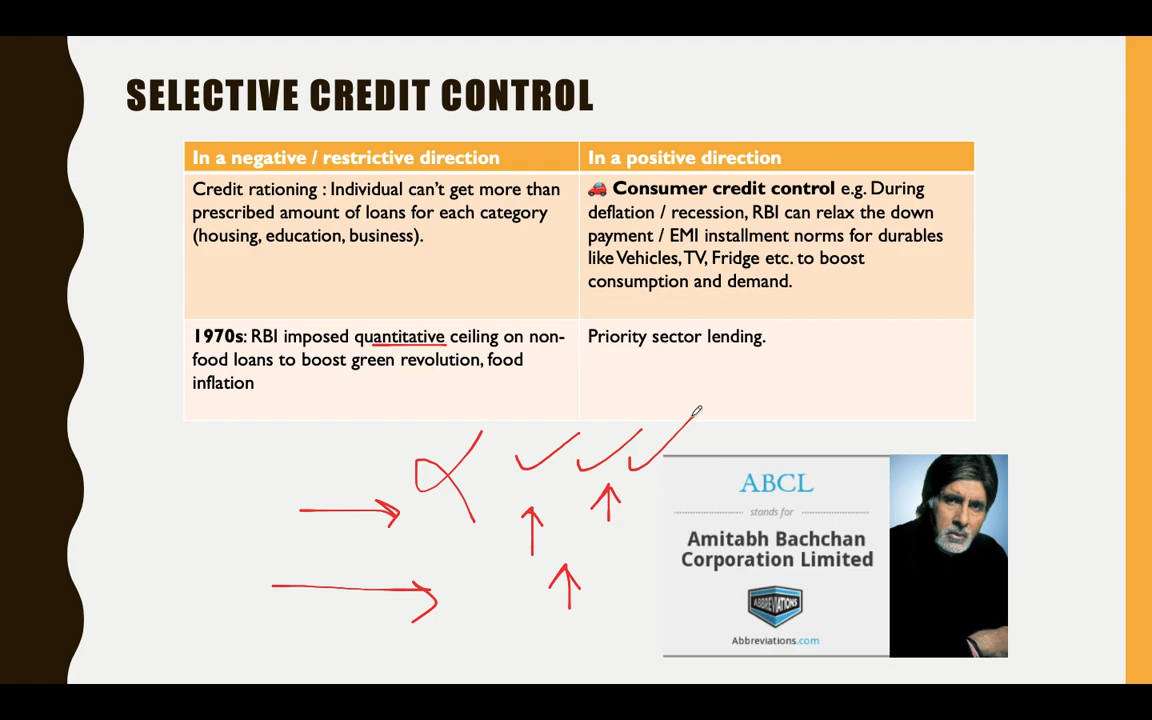 SELECTIVE CREDIT CONTROL
In a negative / restrictive direction
In a positive direction
Credit rationing : Individual can't get more than
prescribed amount of loans for each category
(housing, education, business).
🚗 Consumer credit control e.g. During
deflation / recession, RBI can relax the down
payment / EMI installment norms for durables
like Vehicles, TV, Fridge etc. to boost
consumption and demand.
1970s: RBI imposed quantitative ceiling on non-
food loans to boost green revolution, food
inflation
Priority sector lending.
ABCL
stands for
Amitabh Bachchan
Corporation Limited
ABBREVIATIONS
Abbreviations.com